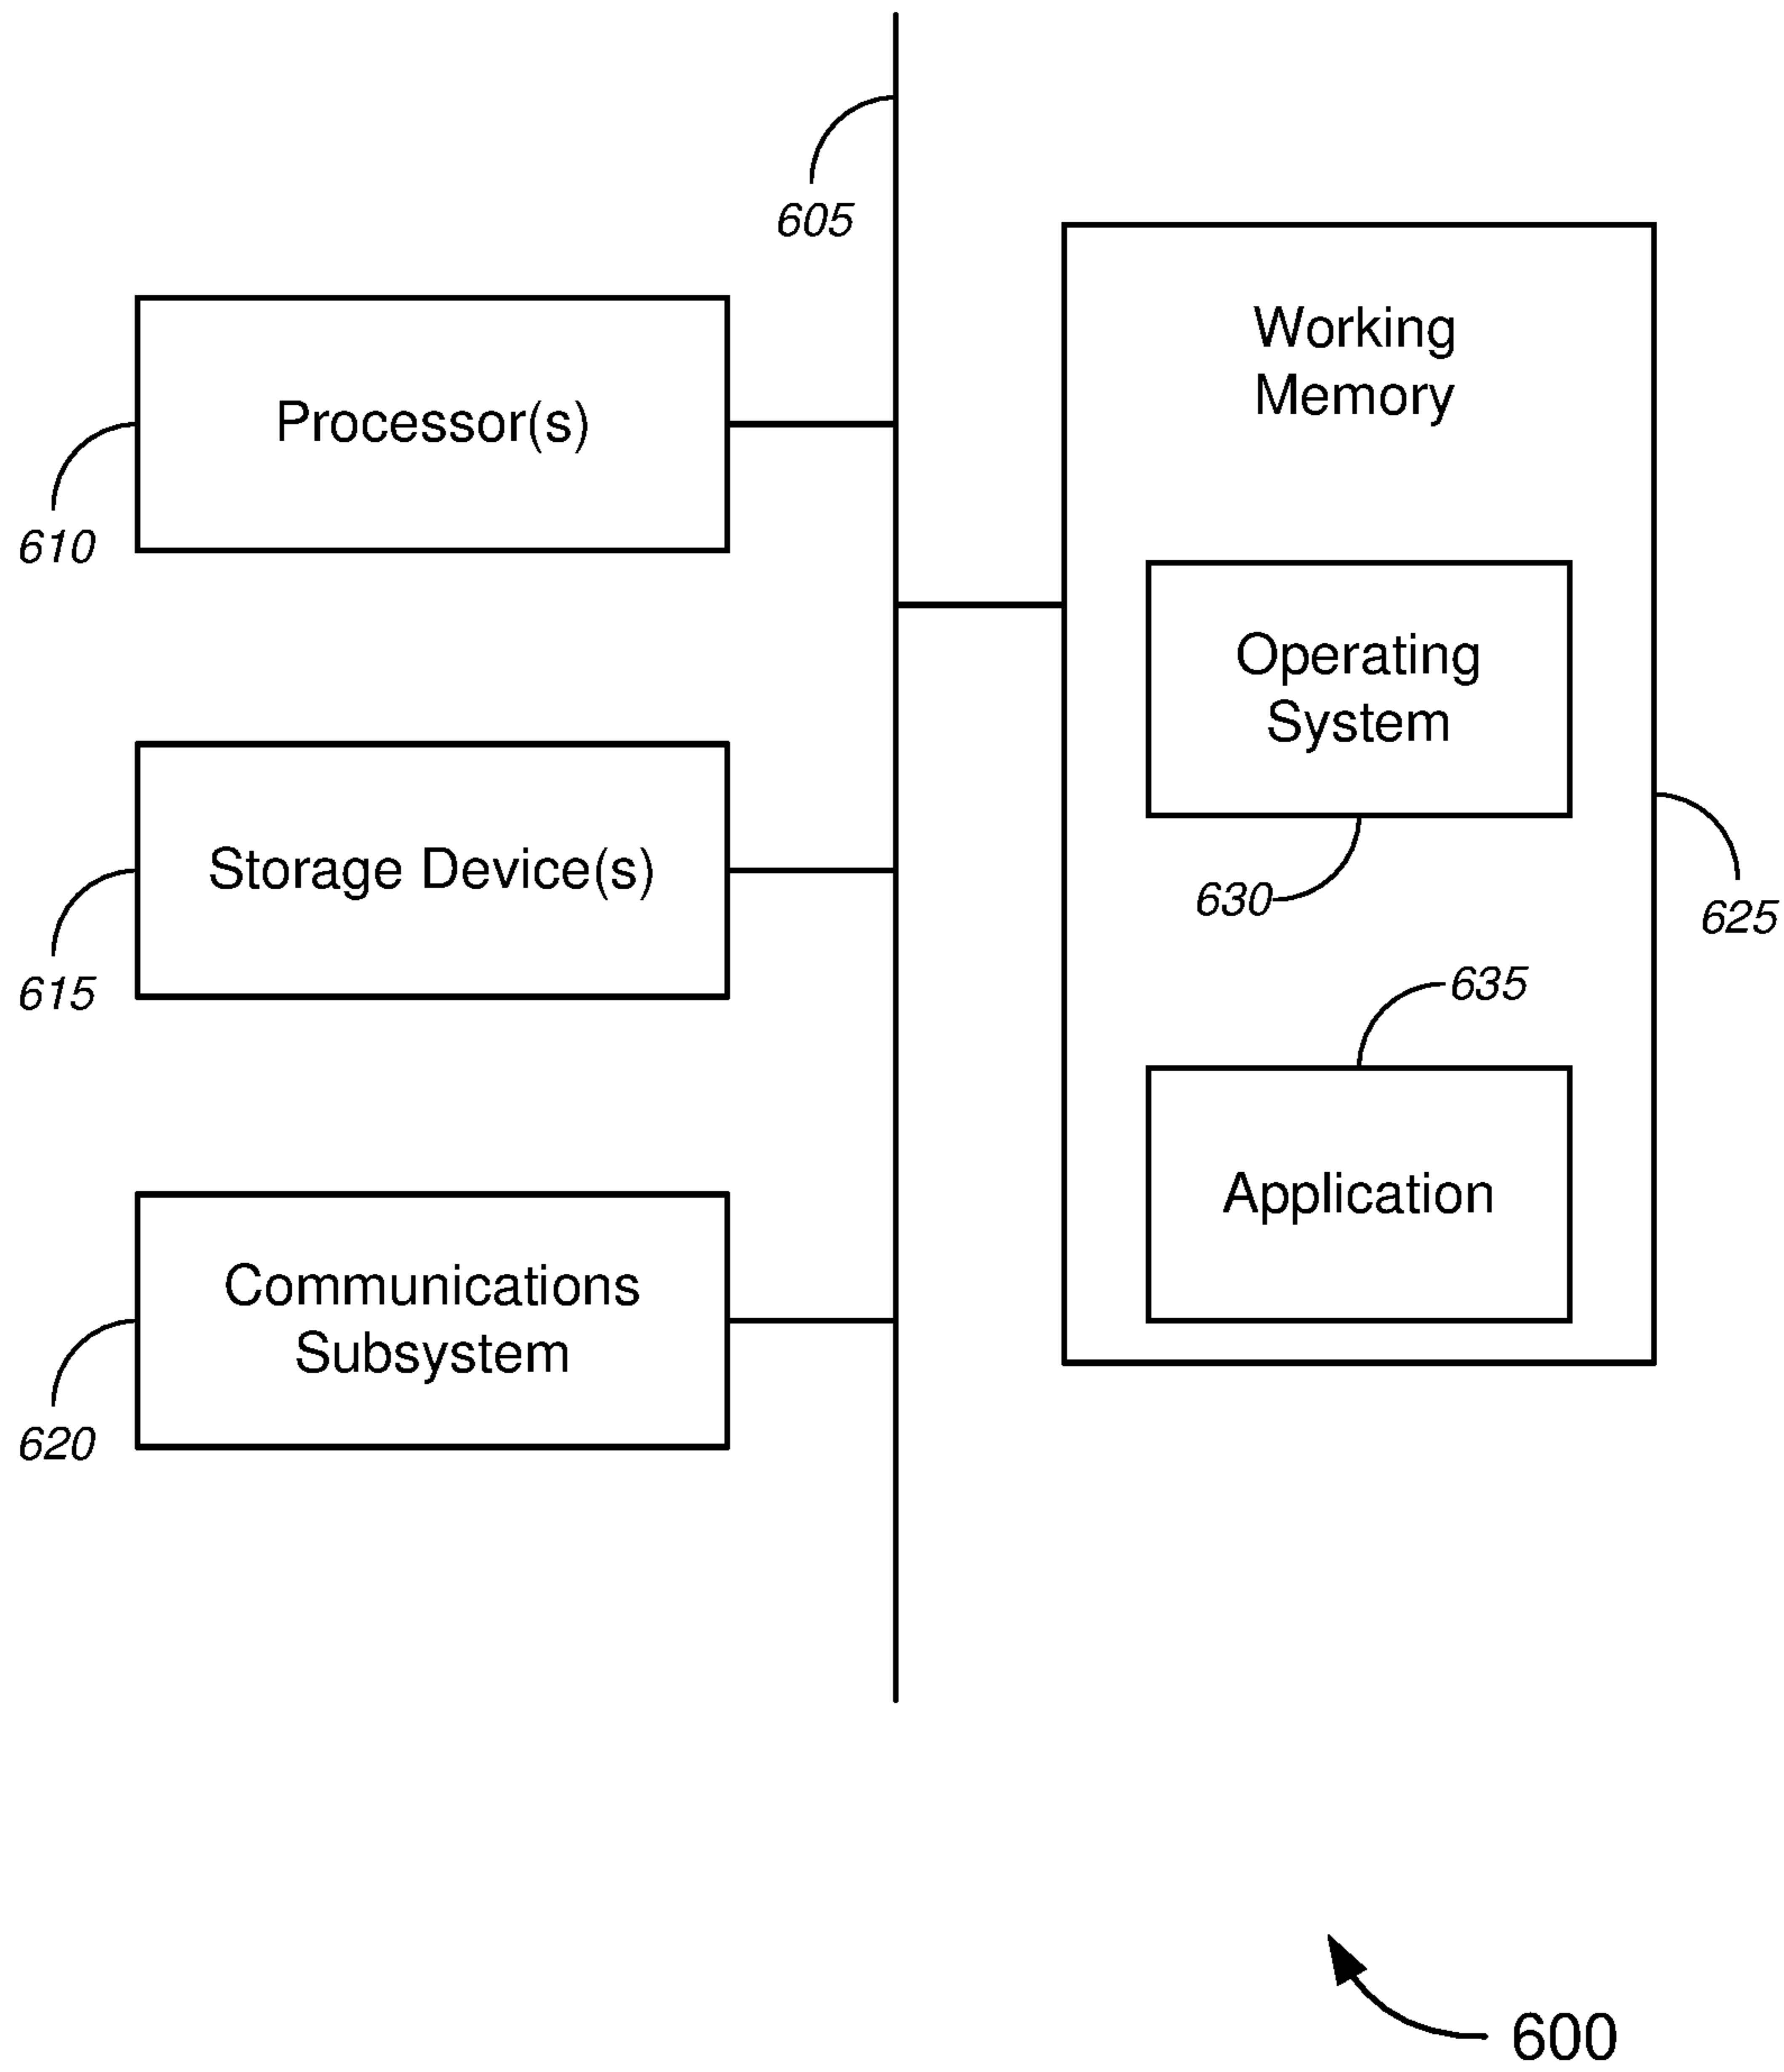 605
Working
Memory
Processor(s)
610
Operating
System
630
625
Storage Device(s)
615
635
Application
Communications
Subsystem
620
600